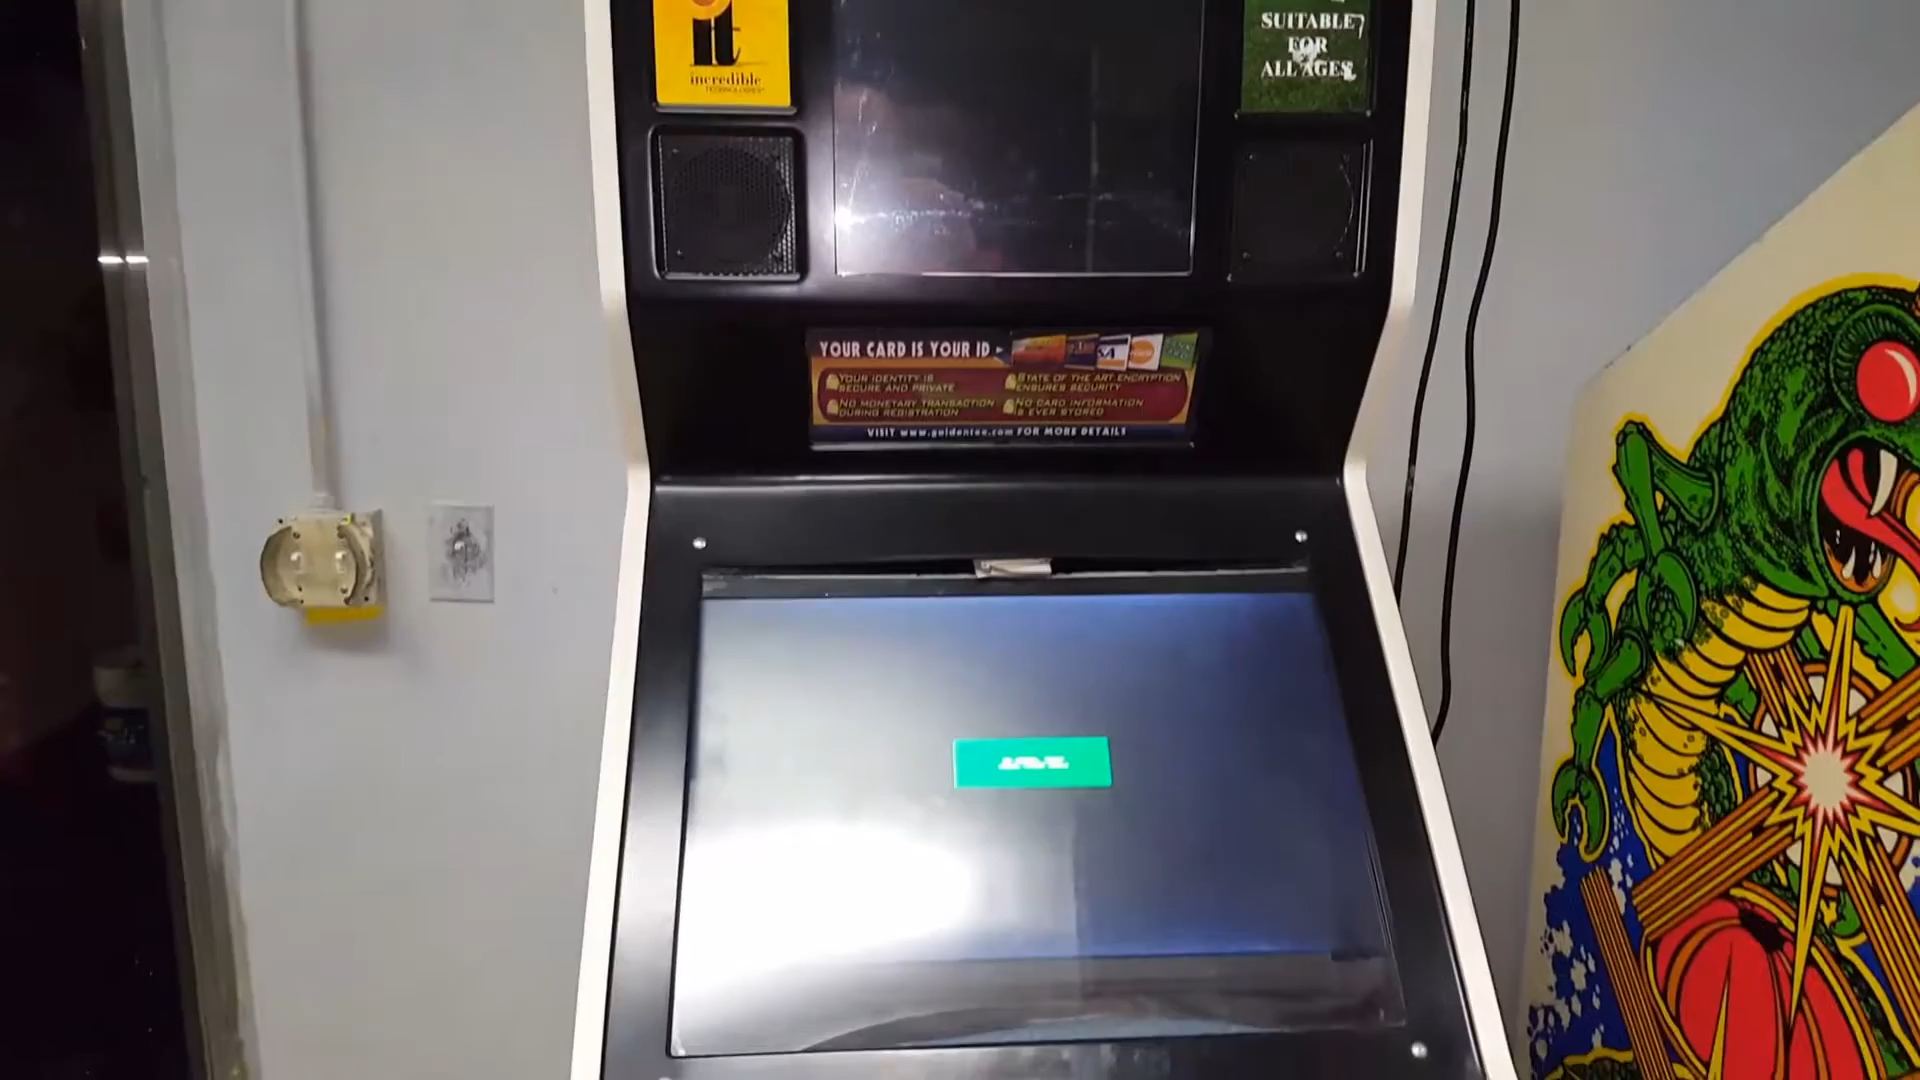 it
incredible
TECHNOLOGIES
SUITABLE
FOR
ALL AGES
YOUR CARD IS YOUR ID
YOUR IDENTITY IS
SECURE AND PRIVATE
STATE OF THE ART ENCRYPTION
ENSURES SECURITY
NO MONETARY TRANSACTION
DURING REGISTRATION
NO CARD INFORMATION
IS EVER STORED
VISIT www.goldentee.com FOR MORE DETAILS